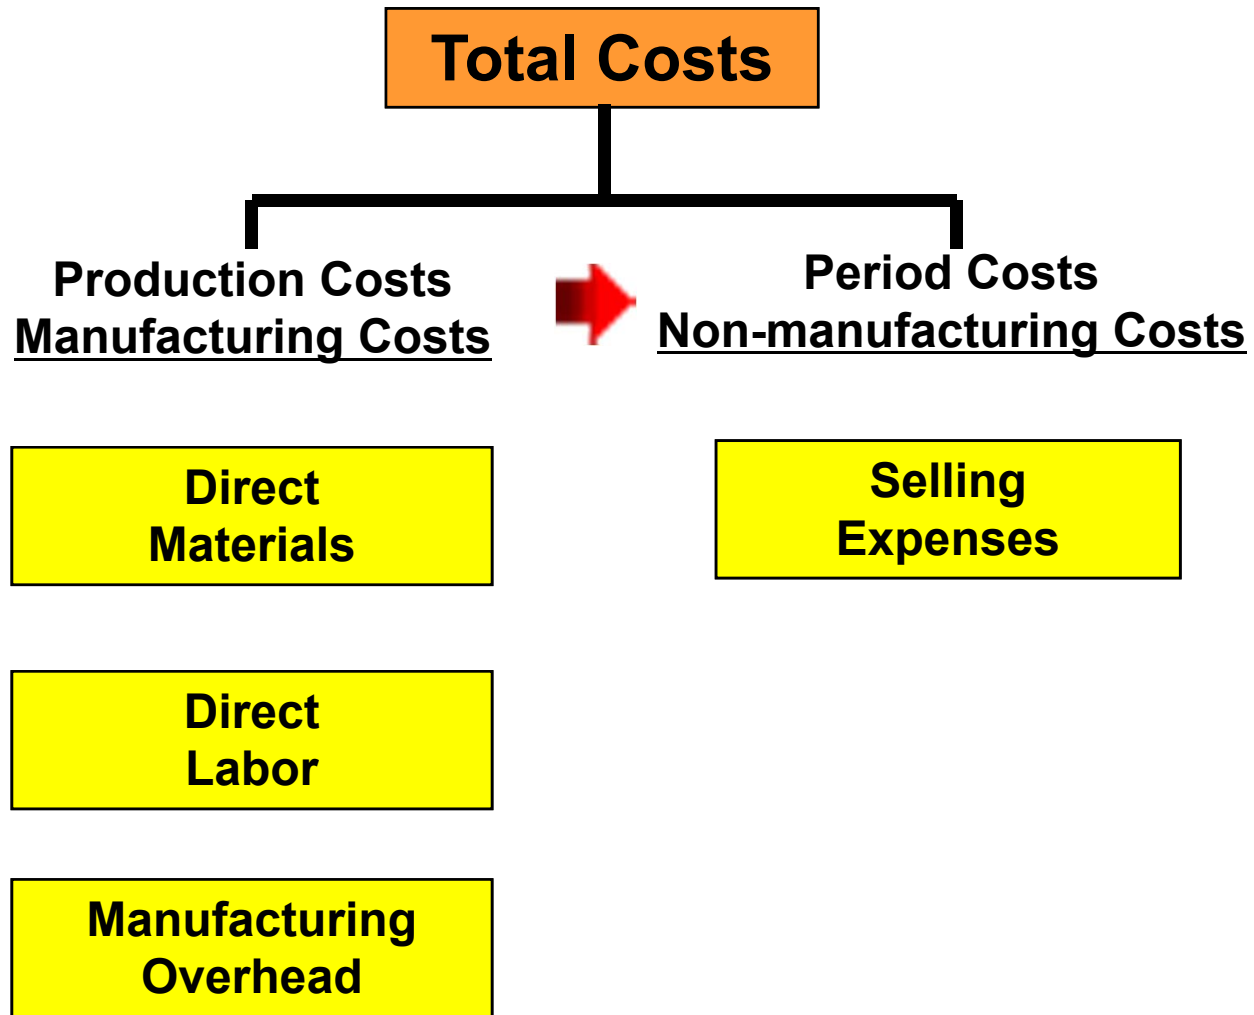 Total Costs
Production Costs
Manufacturing Costs
Period Costs
Non-manufacturing Costs
Direct
Materials
Selling
Expenses
Direct
Labor
Manufacturing
Overhead